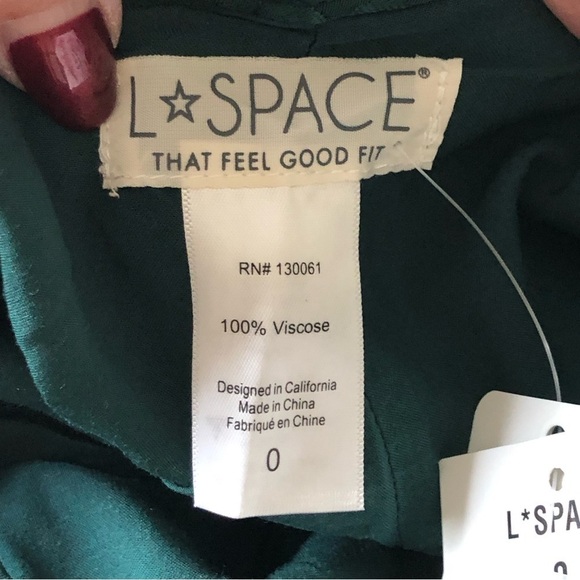 L☆SPACE®
THAT FEEL GOOD FIT
RN# 130061
100% Viscose
Designed in California
Made in China
Fabriqué en Chine
0
L*SPA